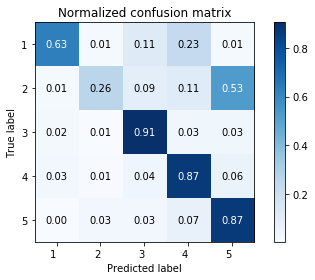 Normalized confusion matrix
1 0.63 0.01 0.11 0.23 0.01
2 0.01 0.26 0.09 0.11 0.53
3 0.02 0.01 0.91 0.03 0.03
4 0.03 0.01 0.04 0.87 0.06
5 0.00 0.03 0.03 0.07 0.87
1 2 3 4 5
True label
Predicted label
0.8
0.6
0.4
0.2